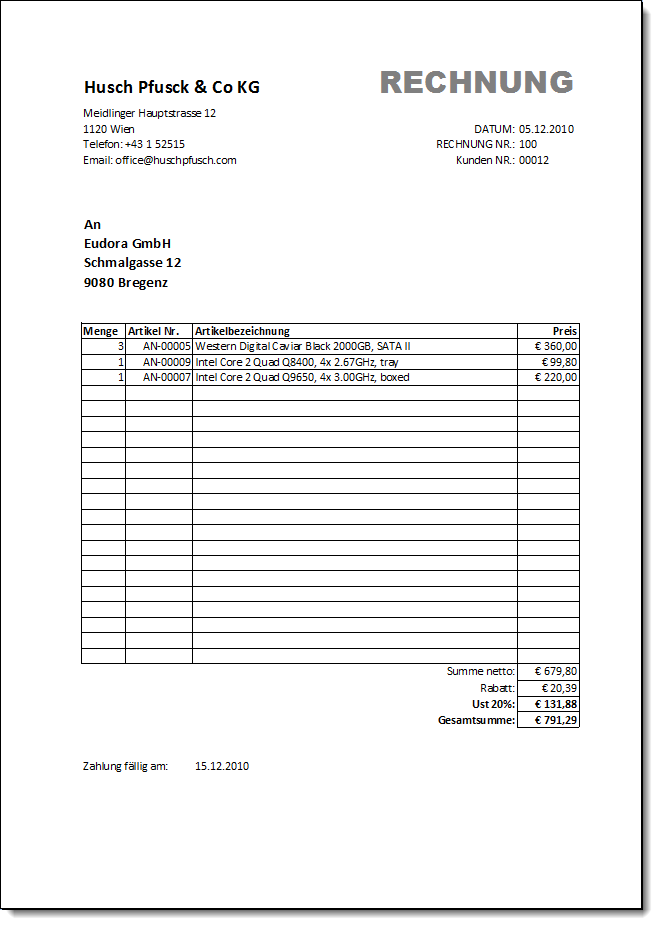 Husch Pfusck & Co KG
RECHNUNG
Meidlinger Hauptstrasse 12
1120 Wien
DATUM: 05.12.2010
Telefon: +43 1 52515
RECHNUNG NR.: 100
Email: office@huschpfusch.com
Kunden NR.: 00012
An
Eudora GmbH
Schmalgasse 12
9080 Bregenz
Menge Artikel Nr. Artikelbezeichnung Preis
3 AN-00005 Western Digital Caviar Black 2000GB, SATA II € 360,00
1 AN-00009 Intel Core 2 Quad Q8400, 4x 2.67GHz, tray € 99,80
1 AN-00007 Intel Core 2 Quad Q9650, 4x 3.00GHz, boxed € 220,00
Summe netto: € 679,80
Rabatt: € 20,39
Ust 20%: € 131,88
Gesamtsumme: € 791,29
Zahlung fällig am: 15.12.2010